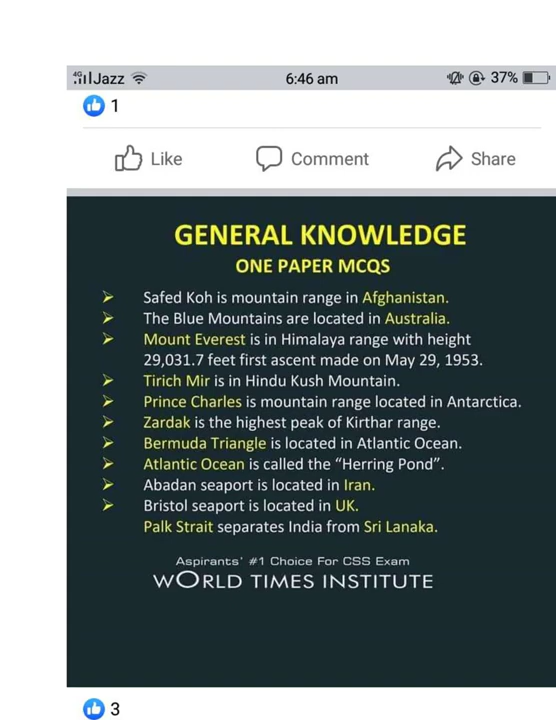 4G Jazz 6:46 am 37%
1
Like Comment Share
GENERAL KNOWLEDGE
ONE PAPER MCQS
➢ Safed Koh is mountain range in Afghanistan.
➢ The Blue Mountains are located in Australia.
➢ Mount Everest is in Himalaya range with height
29,031.7 feet first ascent made on May 29, 1953.
➢ Tirich Mir is in Hindu Kush Mountain.
➢ Prince Charles is mountain range located in Antarctica.
➢ Zardak is the highest peak of Kirthar range.
➢ Bermuda Triangle is located in Atlantic Ocean.
➢ Atlantic Ocean is called the “Herring Pond”.
➢ Abadan seaport is located in Iran.
➢ Bristol seaport is located in UK.
Palk Strait separates India from Sri Lanaka.
Aspirants' #1 Choice For CSS Exam
WORLD TIMES INSTITUTE
3